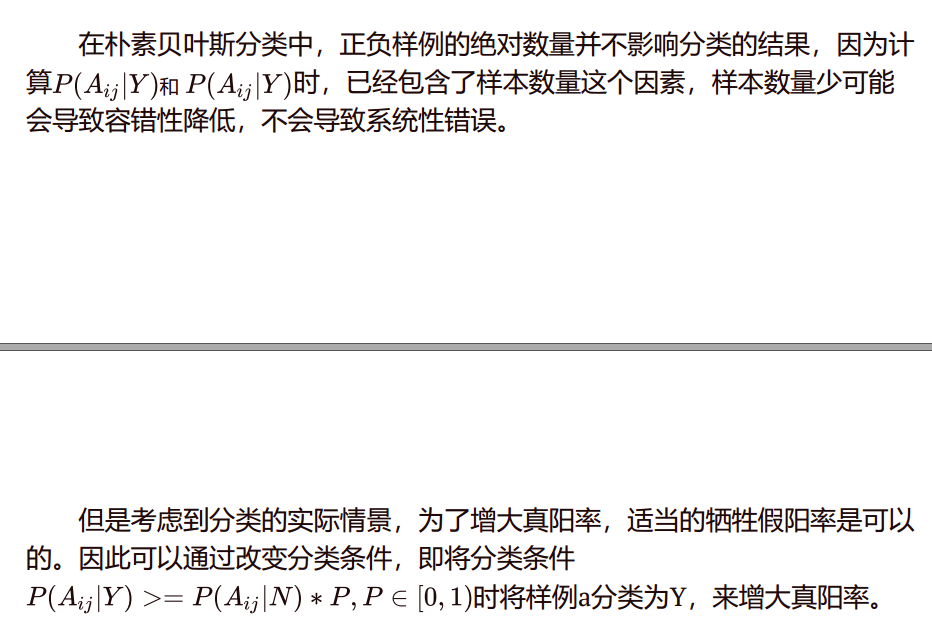 在朴素贝叶斯分类中，正负样例的绝对数量并不影响分类的结果，因为计
算P(A_{ij}|Y)和 P(A_{ij}|Y)时，已经包含了样本数量这个因素，样本数量少可能
会导致容错性降低，不会导致系统性错误。
但是考虑到分类的实际情景，为了增大真阳率，适当的牺牲假阳率是可以
的。因此可以通过改变分类条件，即将分类条件
P(A_{ij}|Y) >= P(A_{ij}|N) ∗ P, P ∈ [0, 1)时将样例a分类为Y，来增大真阳率。